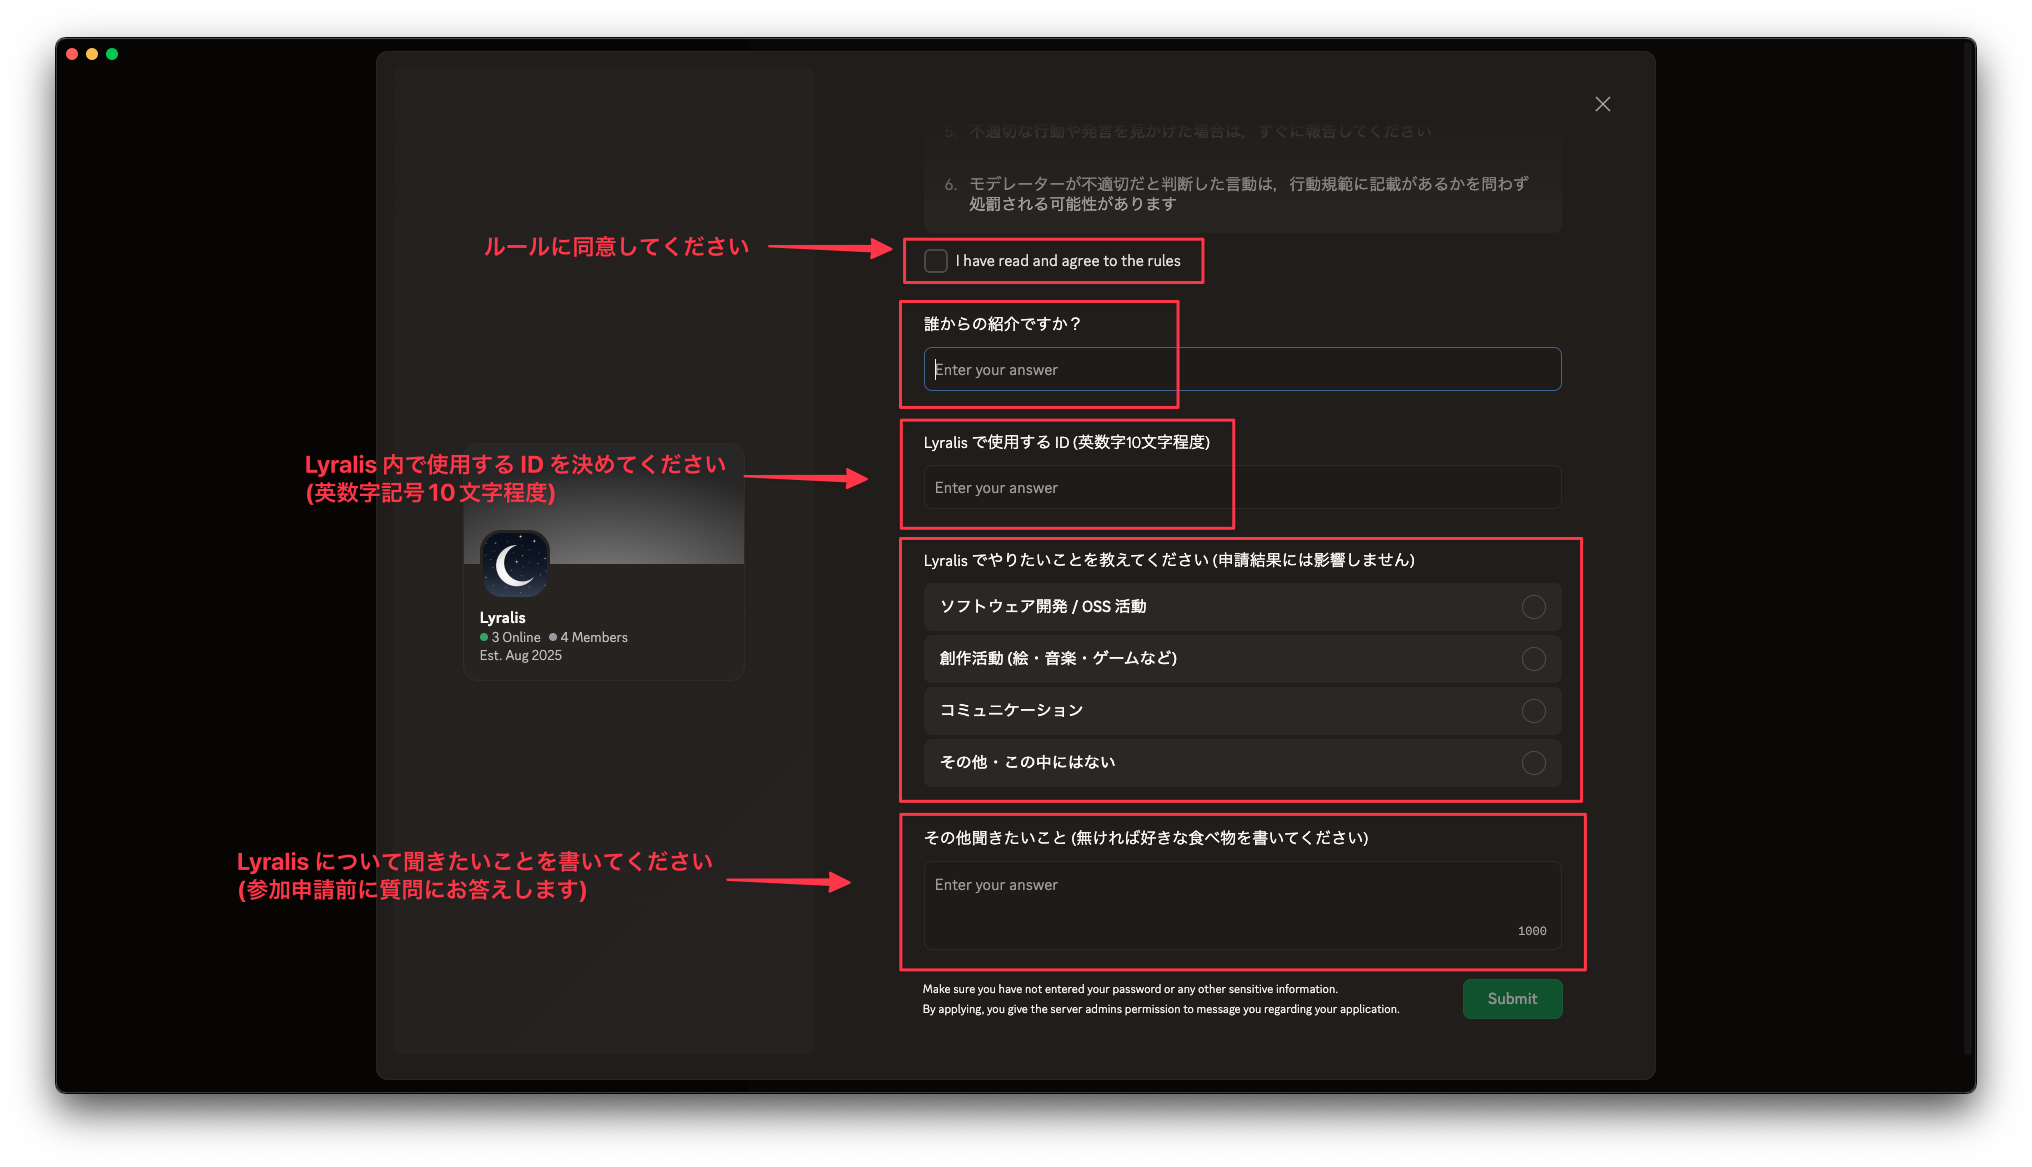 5. 不適切な行動や発言を見かけた場合は，すぐに報告してください
6. モデレーターが不適切だと判断した言動は，行動規範に記載があるかを問わず
処罰される可能性があります
ルールに同意してください
I have read and agree to the rules
誰からの紹介ですか？
Enter your answer
Lyralis で使用する ID (英数字10文字程度)
Enter your answer
Lyralis 内で使用する ID を決めてください
(英数字記号 10 文字程度)
Lyralis
3 Online 4 Members
Est. Aug 2025
Lyralis でやりたいことを教えてください (申請結果には影響しません)
ソフトウェア開発 / OSS 活動
創作活動 (絵・音楽・ゲームなど)
コミュニケーション
その他・この中にはない
Lyralis について聞きたいことを書いてください
(参加申請前に質問にお答えします)
その他聞きたいこと (無ければ好きな食べ物を書いてください)
Enter your answer
1000
Make sure you have not entered your password or any other sensitive information.
By applying, you give the server admins permission to message you regarding your application.
Submit